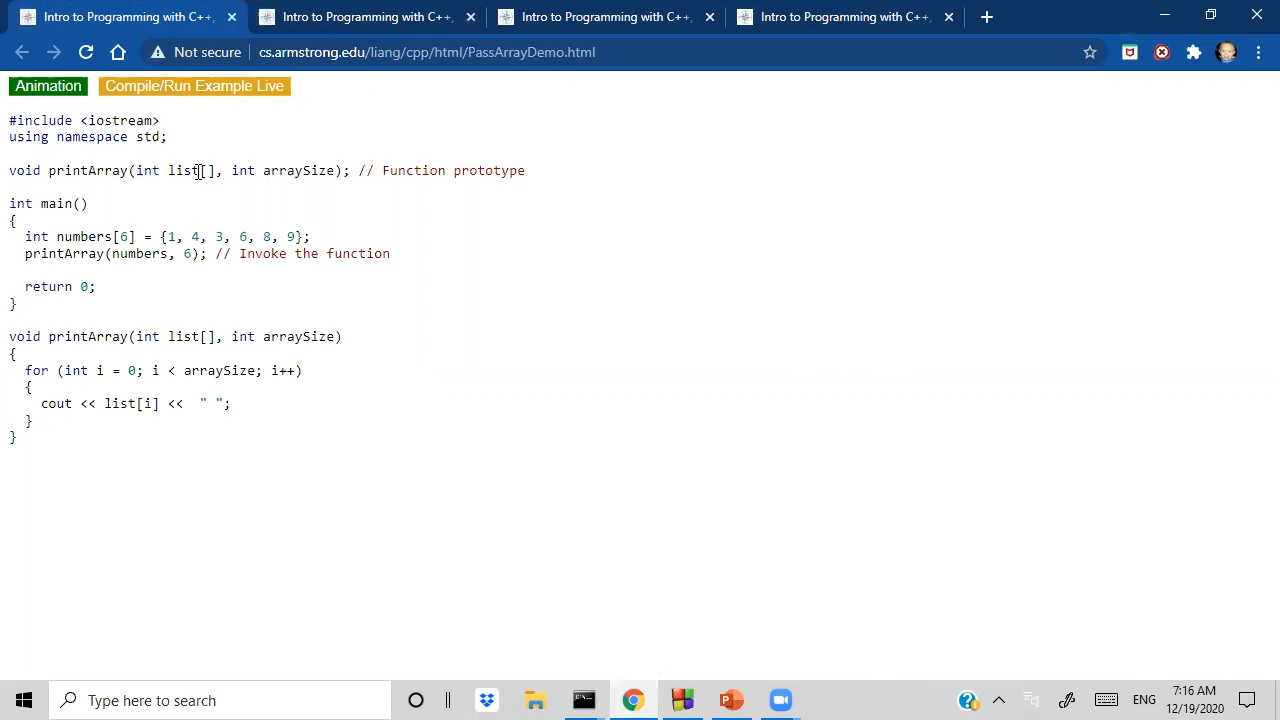 Intro to Programming with C++, Intro to Programming with C++, Intro to Programming with C++, Intro to Programming with C++,
Not secure cs.armstrong.edu/liang/cpp/html/PassArrayDemo.html
Animation Compile/Run Example Live
#include <iostream>
using namespace std;
void printArray(int list[], int arraySize); // Function prototype
int main()
{
int numbers[6] = {1, 4, 3, 6, 8, 9};
printArray(numbers, 6); // Invoke the function
return 0;
}
void printArray(int list[], int arraySize)
{
for (int i = 0; i < arraySize; i++)
{
cout << list[i] << " ";
}
}
Type here to search
ENG
7:16 AM
12/19/2020